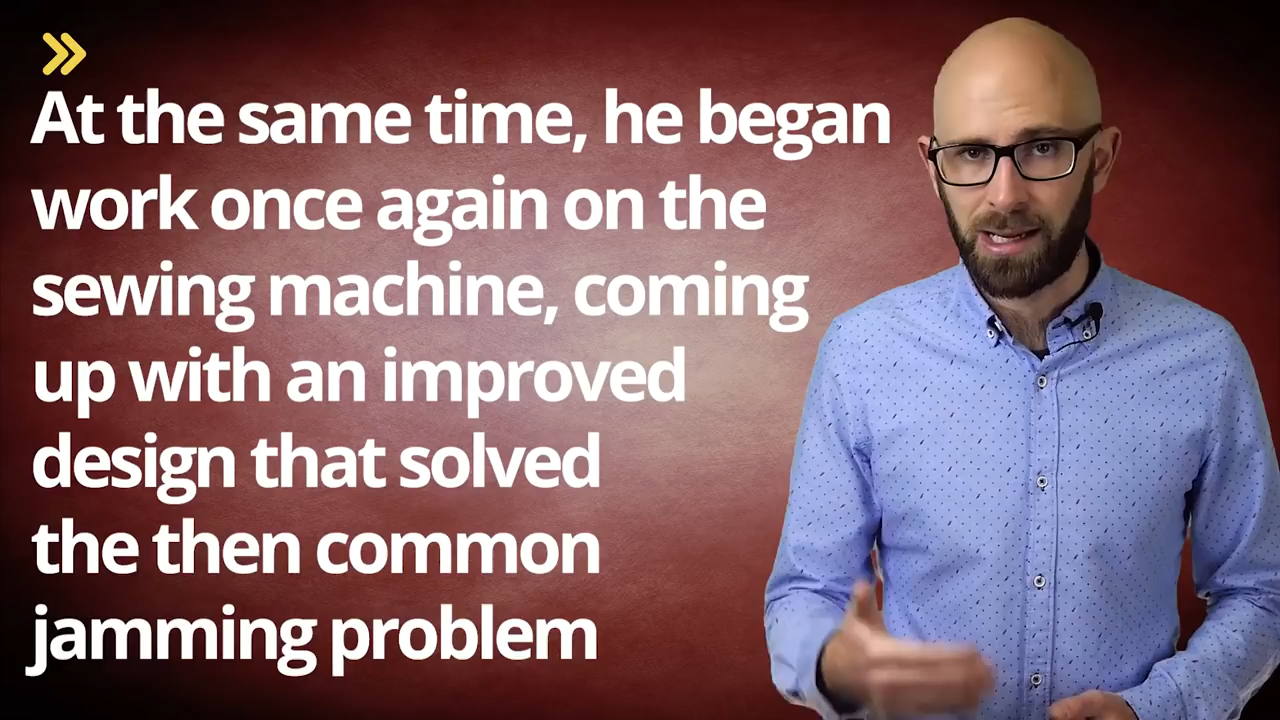 At the same time, he began
work once again on the
sewing machine, coming
up with an improved
design that solved
the then common
jamming problem